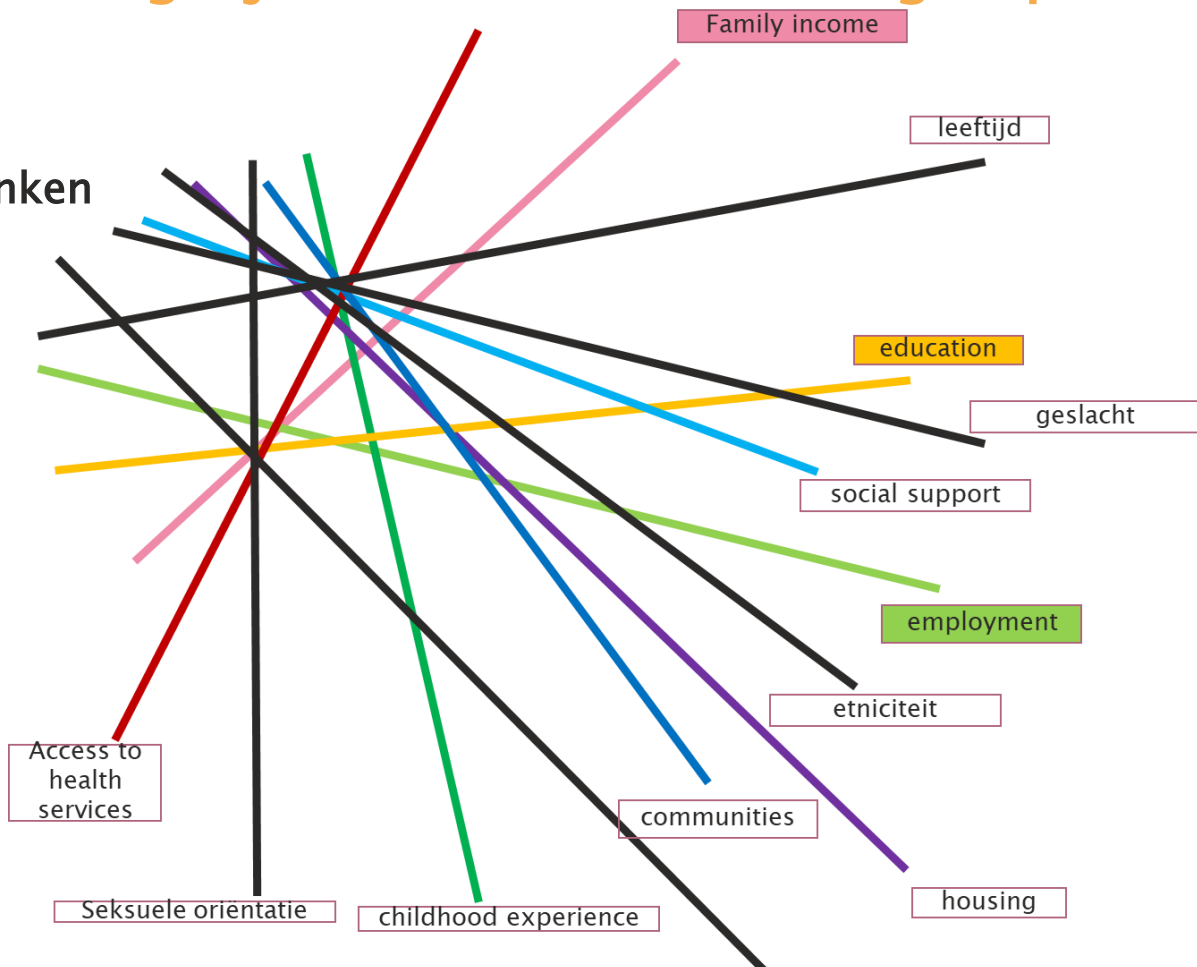 Family income
leeftijd
nken
education
geslacht
social support
employment
etniciteit
Access to
health
services
communities
housing
Seksuele oriëntatie
childhood experience